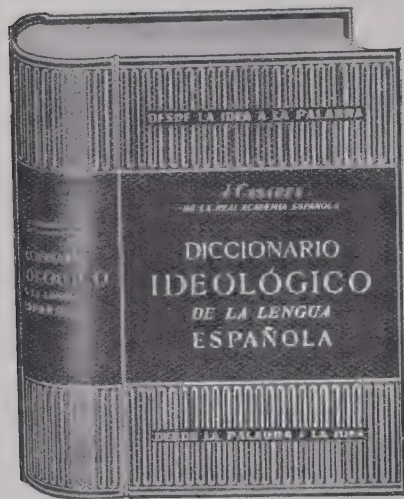 DESDE LA IDEA A LA PALABRA
J. Casares
DE LA REAL ACADEMIA ESPAÑOLA
DICCIONARIO
IDEOLÓGICO
DE LA LENGUA
ESPAÑOLA
DESDE LA PALABRA A LA IDEA